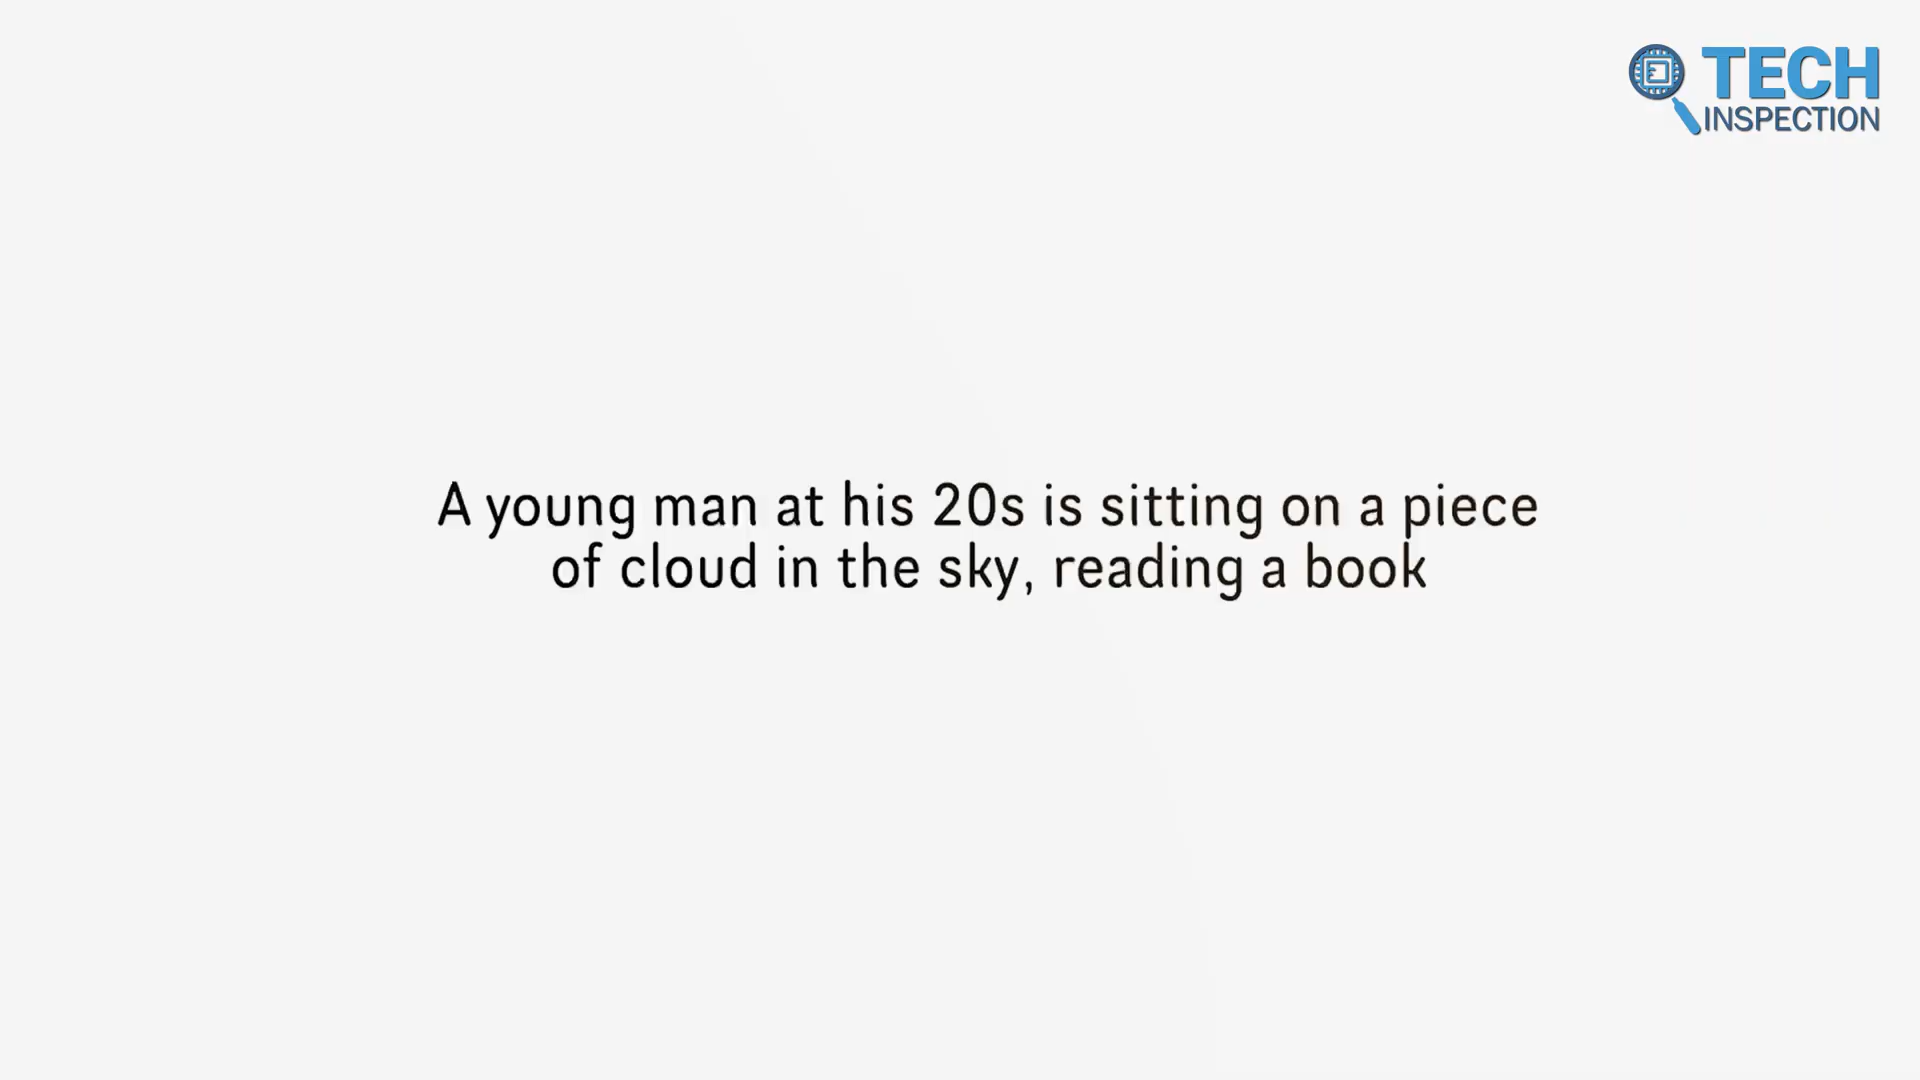 TECH
INSPECTION
A young man at his 20s is sitting on a piece
of cloud in the sky, reading a book